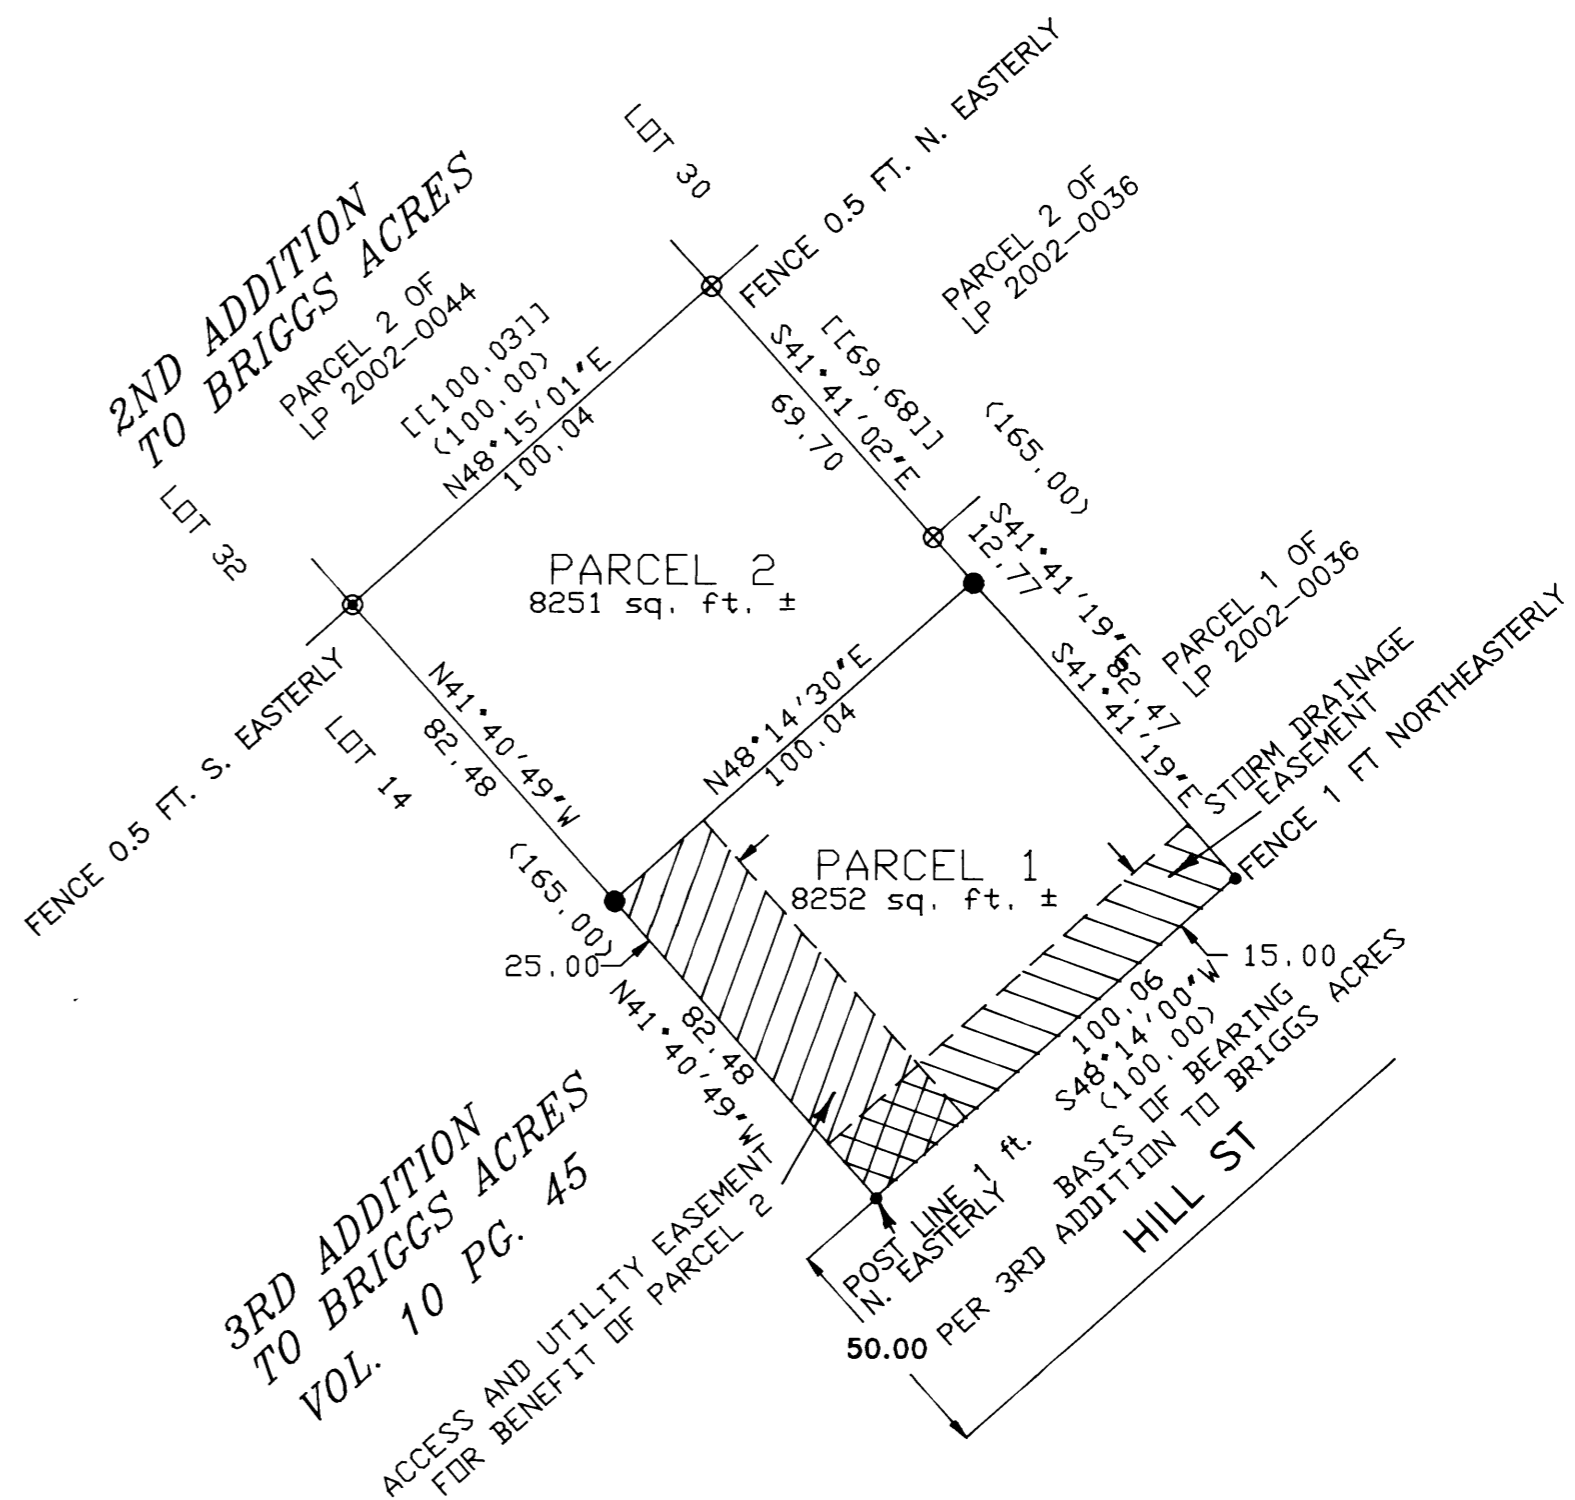 LOT 30
FENCE 0.5 FT. N. EASTERLY
2ND ADDITION
TO BRIGGS ACRES
PARCEL 2 OF
LP 2002-0044
[[100.03]]
(100.00)
N48°15'01"E
100.04
PARCEL 2 OF
LP 2002-0036
[[69.68]]
S41°41'02"E
69.70
(165.00)
LOT 32
S41°41'19"E
12.77
PARCEL 2
8251 sq. ft. ±
PARCEL 1 OF
LP 2002-0036
82.47
S41°41'19"E
FENCE 0.5 FT. S. EASTERLY
LOT 14
N41°40'49"W
82.48
N48°14'30"E
100.04
STORM DRAINAGE
EASEMENT
FENCE 1 FT NORTHEASTERLY
PARCEL 1
8252 sq. ft. ±
(165.00)
25.00
82.48
N41°40'49"W
15.00
100.06
S48°14'00"W
(100.00)
BASIS OF BEARING
PER 3RD ADDITION TO BRIGGS ACRES
HILL ST
POST LINE 1 ft.
N. EASTERLY
50.00
3RD ADDITION
TO BRIGGS ACRES
VOL. 10 PG. 45
ACCESS AND UTILITY EASEMENT
FOR BENEFIT OF PARCEL 2